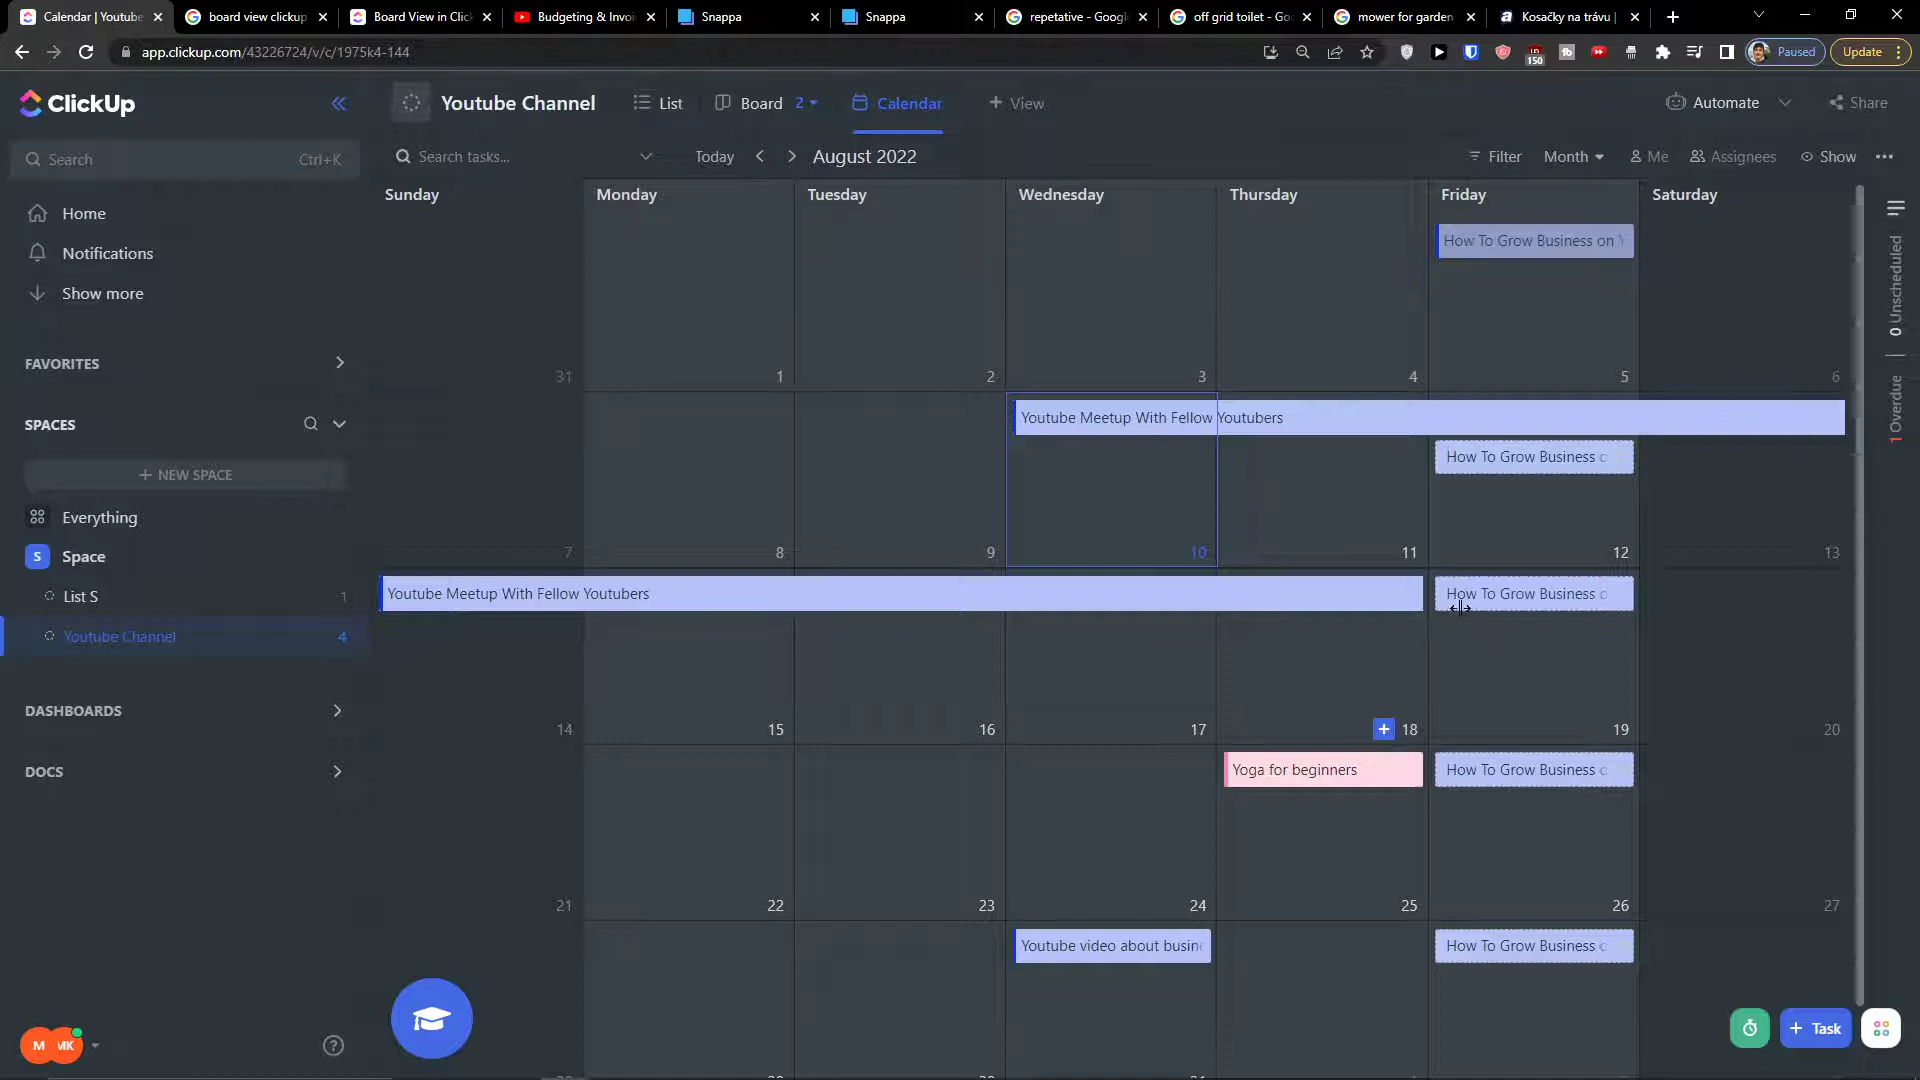 Calendar | Youtube
board view clickup
Board View in Click
Budgeting & Invoi
Snappa
Snappa
repetative - Googl
off grid toilet - Go
mower for garden
Kosačky na trávu |
app.clickup.com/43226724/v/c/1975k4-144
150
Paused
Update
ClickUp
Youtube Channel
List
Board 2
Calendar
+ View
Automate
Share
Search
Ctrl+K
Search tasks...
Today
August 2022
Filter
Month
Me
Assignees
Show
Sunday
Monday
Tuesday
Wednesday
Thursday
Friday
Saturday
Home
Notifications
Show more
FAVORITES
SPACES
+ NEW SPACE
Everything
S Space
List S 1
Youtube Channel 4
DASHBOARDS
DOCS
M
MK
?
How To Grow Business on
31
1
2
3
4
5
6
Youtube Meetup With Fellow Youtubers
How To Grow Business
7
8
9
10
11
12
13
Youtube Meetup With Fellow Youtubers
How To Grow Business
14
15
16
17
+ 18
19
20
Yoga for beginners
How To Grow Business
21
22
23
24
25
26
27
Youtube video about busine
How To Grow Business
0 Unscheduled
1 Overdue
+ Task